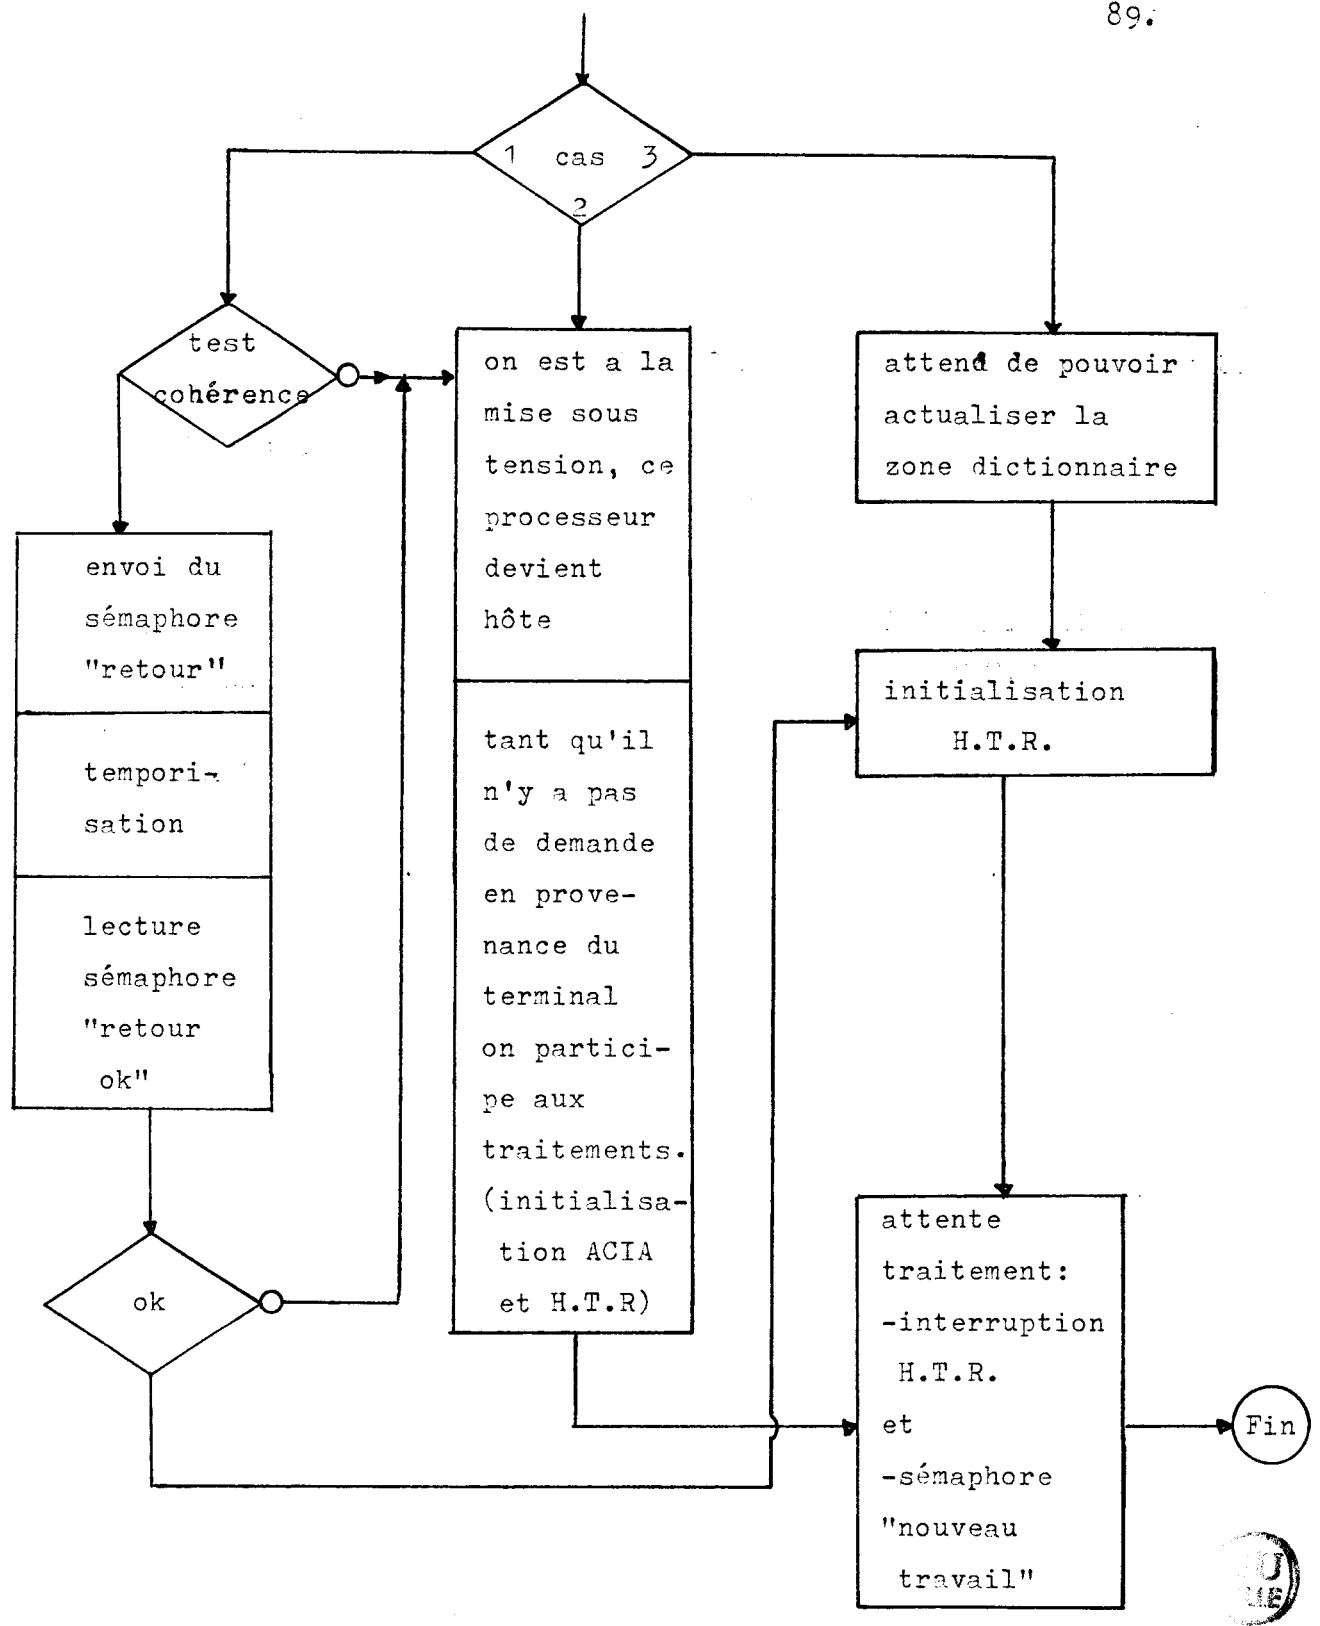 89.
1 cas 3
2
test
cohérence
on est a la
mise sous
tension, ce
processeur
devient
hôte
attend de pouvoir
actualiser la
zone dictionnaire
envoi du
sémaphore
"retour"
tempori-
sation
lecture
sémaphore
"retour
ok"
ok
tant qu'il
n'y a pas
de demande
en prove-
nance du
terminal
on partici-
pe aux
traitements.
(initialisa-
tion ACIA
et H.T.R)
initialisation
H.T.R.
attente
traitement:
-interruption
H.T.R.
et
-sémaphore
"nouveau
travail"
Fin